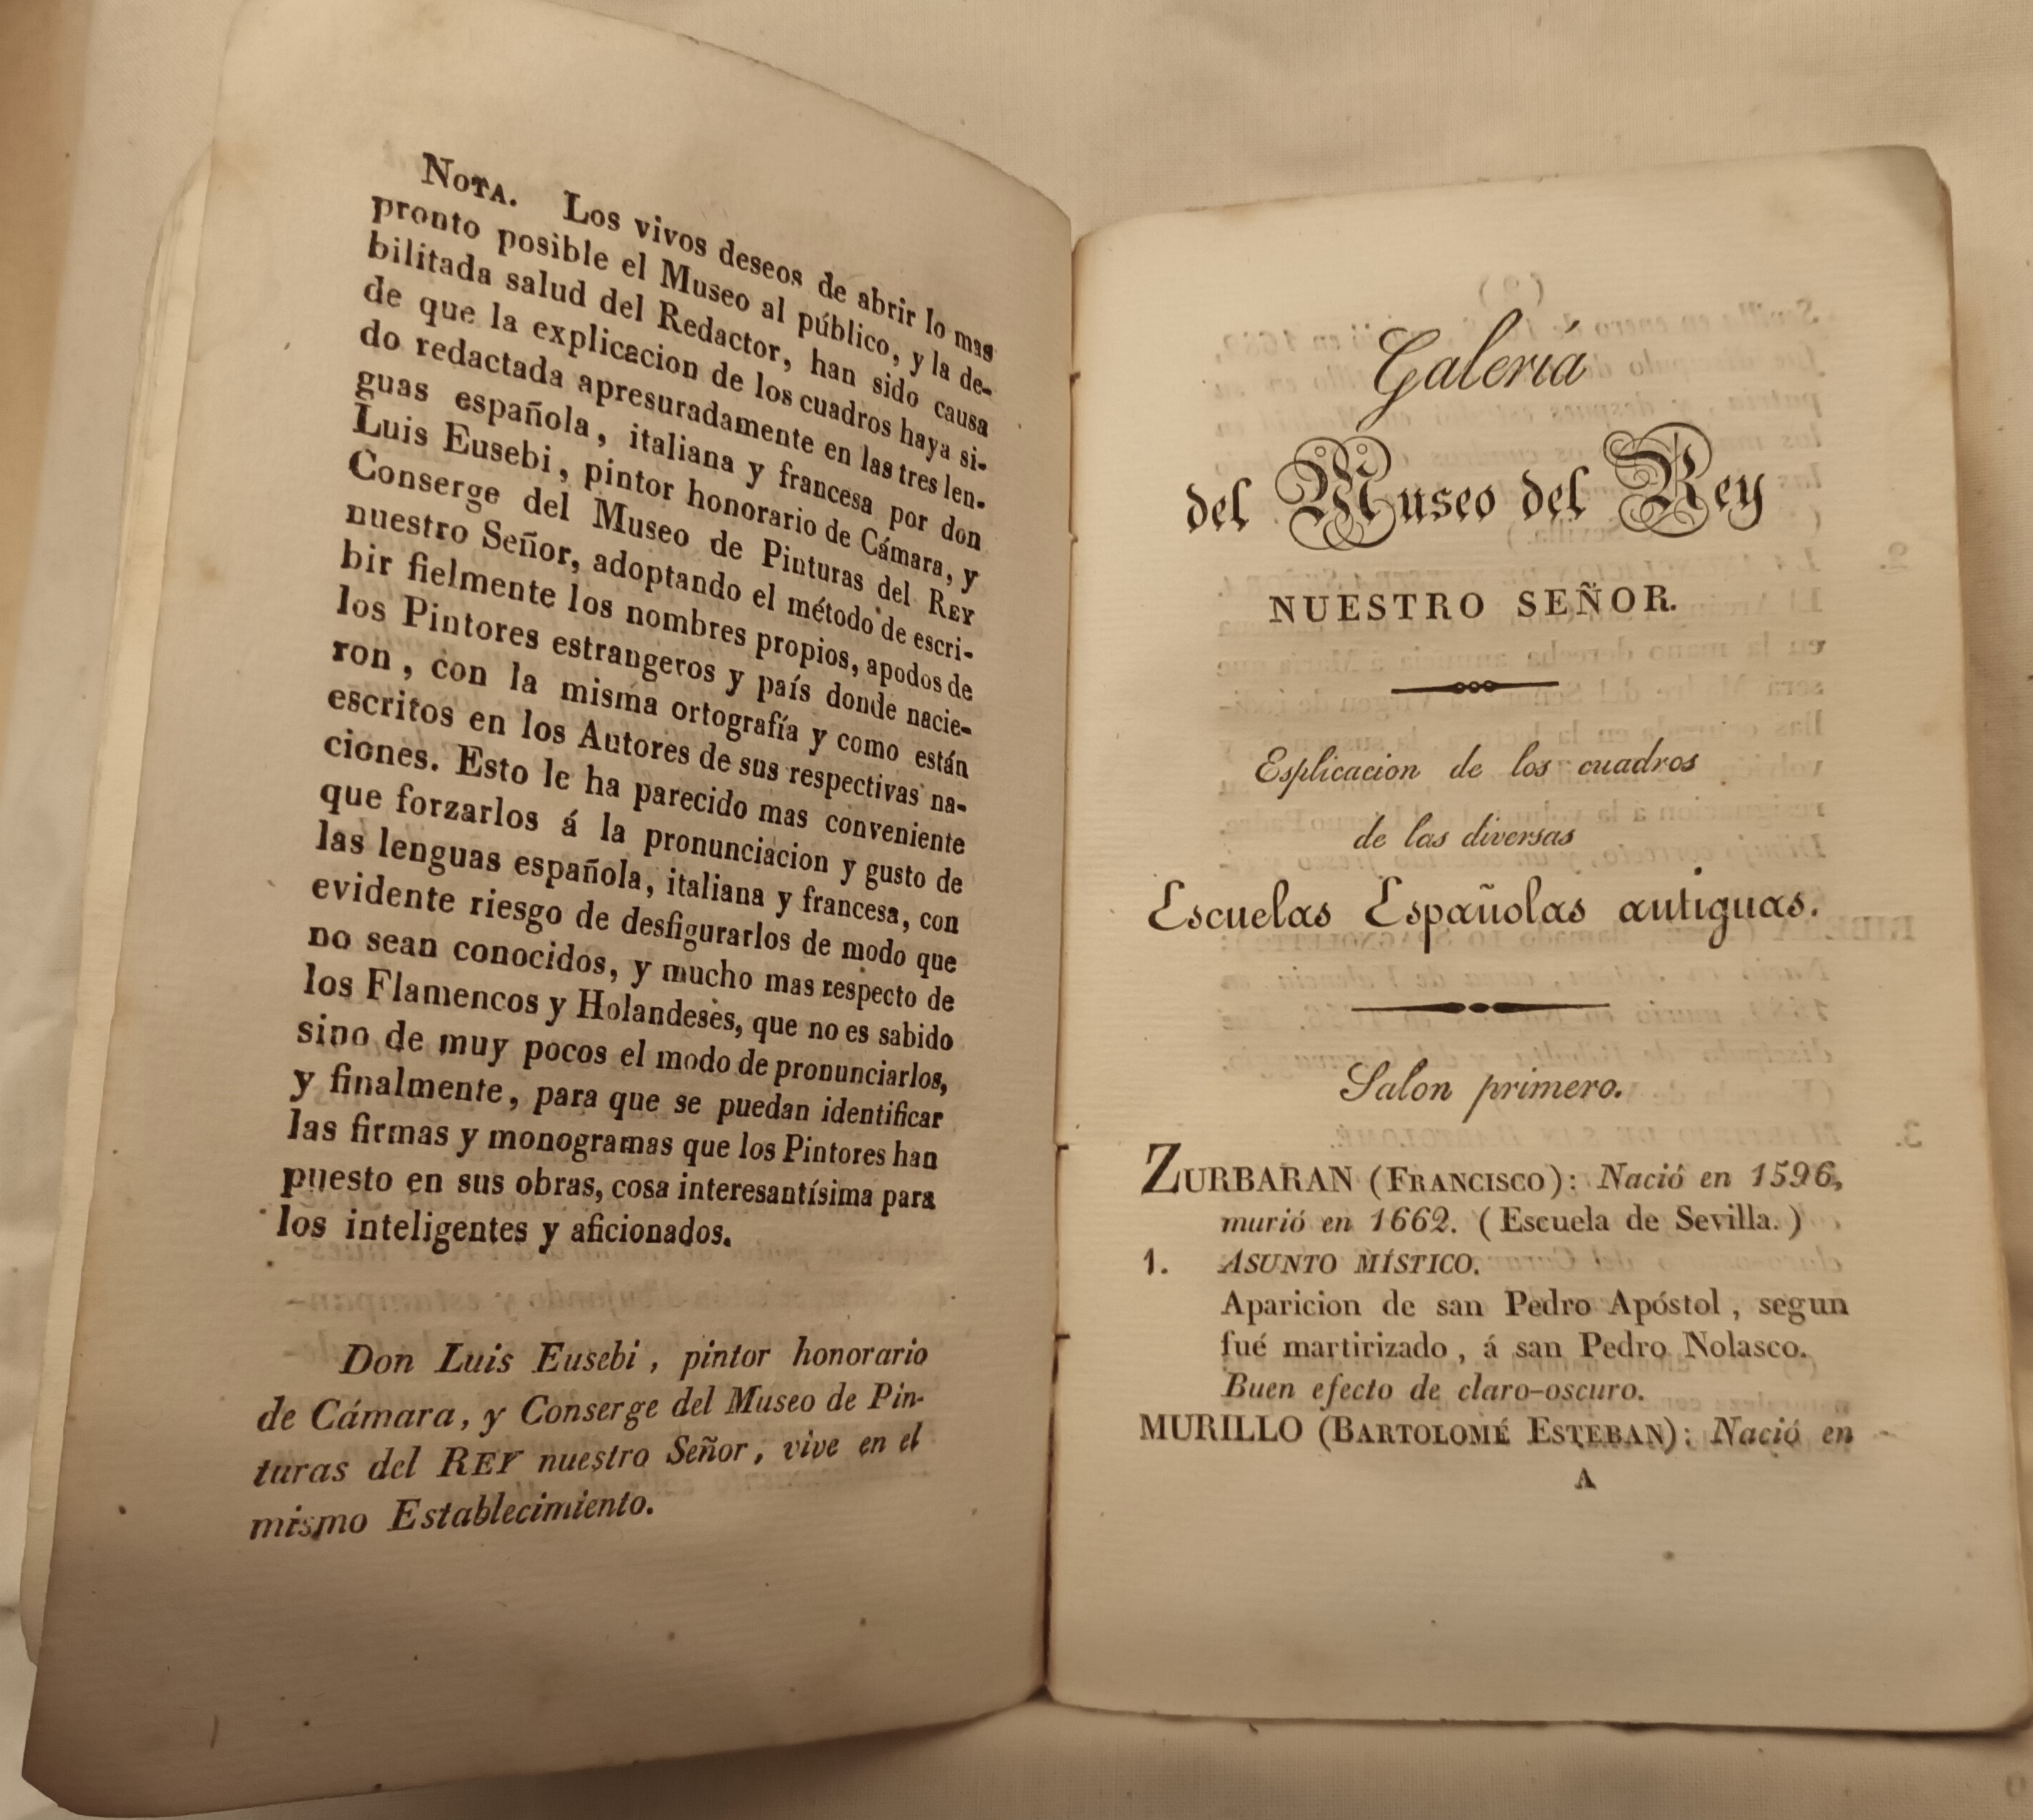 NOTA. Los vivos deseos de abrir lo mas
pronto posible el Museo al público, y la de-
bilitada salud del Redactor, han sido causa
de que la explicacion de los cuadros haya si-
do redactada apresuradamente en las tres len-
guas española, italiana y francesa por don
Luis Eusebi, pintor honorario de Cámara, y
Conserge del Museo de Pinturas del REY
nuestro Señor, adoptando el método de escri-
bir fielmente los nombres propios, apodos de
los Pintores estrangeros y país donde nacie-
ron, con la misma ortografía y como están
escritos en los Autores de sus respectivas na-
ciones. Esto le ha parecido mas conveniente
que forzarlos á la pronunciacion y gusto de
las lenguas española, italiana y francesa, con
evidente riesgo de desfigurarlos de modo que
no sean conocidos, y mucho mas respecto de
los Flamencos y Holandeses, que no es sabido
sino de muy pocos el modo de pronunciarlos,
y finalmente, para que se puedan identificar
las firmas y monogramas que los Pintores han
puesto en sus obras, cosa interesantísima para
los inteligentes y aficionados.
Don Luis Eusebi, pintor honorario
de Cámara, y Conserge del Museo de Pin-
turas del REY nuestro Señor, vive en el
mismo Establecimiento.
Galería
del Museo del Rey
NUESTRO SEÑOR.
Esplicacion de los cuadros
de las diversas
Escuelas Españolas antiguas.
Salon primero.
ZURBARAN (FRANCISCO): Nació en 1596,
murió en 1662. (Escuela de Sevilla.)
1. ASUNTO MÍSTICO.
Aparicion de san Pedro Apóstol, segun
fué martirizado, á san Pedro Nolasco.
Buen efecto de claro-oscuro.
MURILLO (BARTOLOMÉ ESTEBAN): Nació en
A